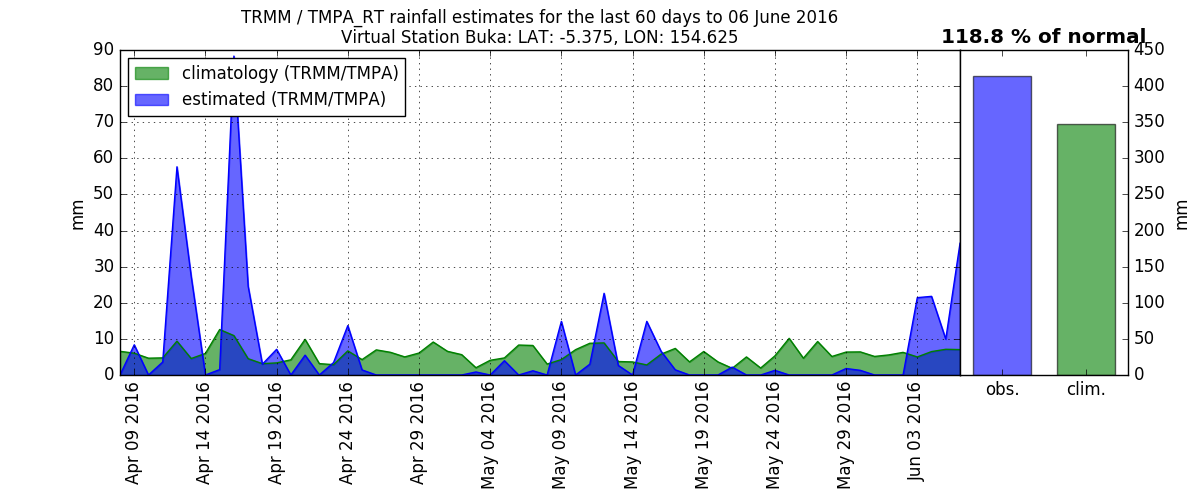 TRMM / TMPA_RT rainfall estimates for the last 60 days to 06 June 2016
Virtual Station Buka: LAT: -5.375, LON: 154.625
118.8 % of normal
climatology (TRMM/TMPA)
estimated (TRMM/TMPA)
mm
90
80
70
60
50
40
30
20
10
0
Apr 09 2016
Apr 14 2016
Apr 19 2016
Apr 24 2016
Apr 29 2016
May 04 2016
May 09 2016
May 14 2016
May 19 2016
May 24 2016
May 29 2016
Jun 03 2016
obs.
clim.
450
400
350
300
250
200
150
100
50
0
mm